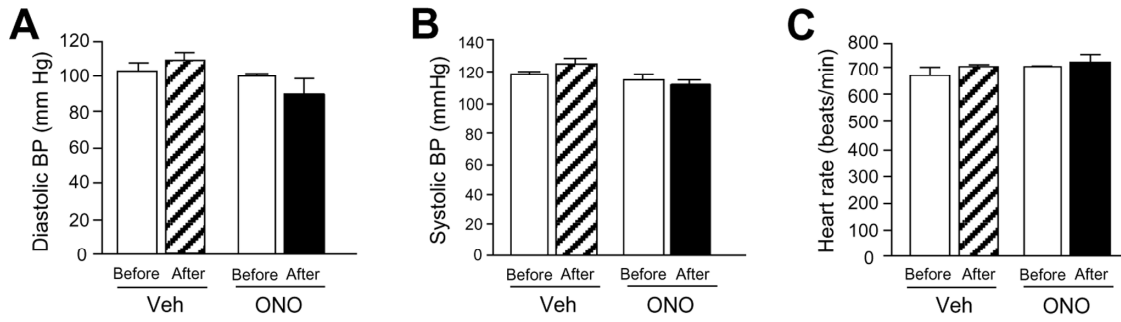 A
Diastolic BP (mm Hg)
120
100
80
60
40
20
0
Before After Before After
Veh ONO
B
Systolic BP (mmHg)
140
120
100
80
60
40
20
0
Before After Before After
Veh ONO
C
Heart rate (beats/min)
800
700
600
500
400
300
200
100
0
Before After Before After
Veh ONO